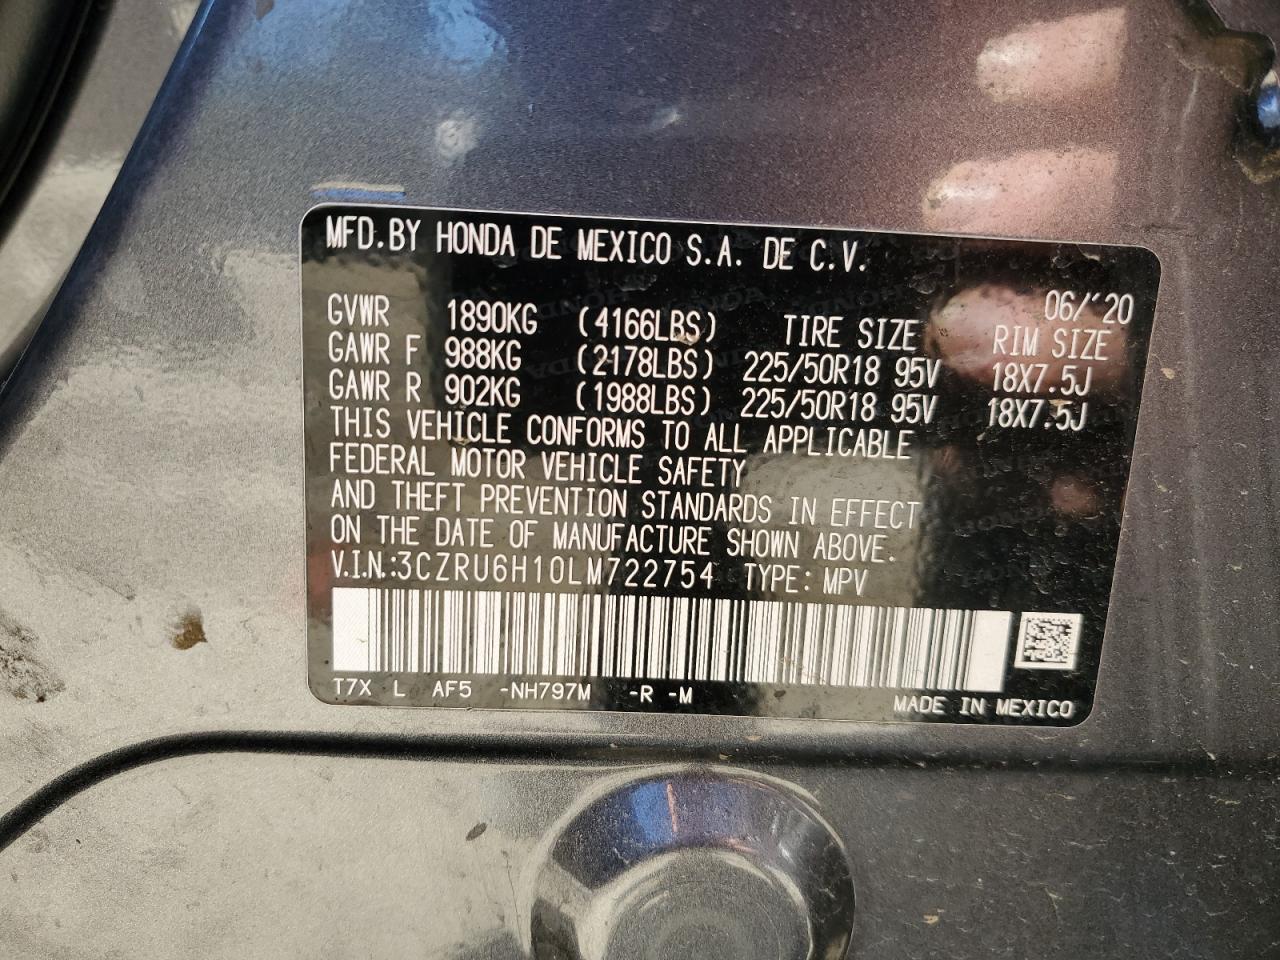 MFD.BY HONDA DE MEXICO S.A. DE C.V.
06/'20
GVWR 1890KG (4166LBS) TIRE SIZE RIM SIZE
GAWR F 988KG (2178LBS) 225/50R18 95V 18X7.5J
GAWR R 902KG (1988LBS) 225/50R18 95V 18X7.5J
THIS VEHICLE CONFORMS TO ALL APPLICABLE
FEDERAL MOTOR VEHICLE SAFETY
AND THEFT PREVENTION STANDARDS IN EFFECT
ON THE DATE OF MANUFACTURE SHOWN ABOVE.
V.I.N.:3CZRU6H10LM722754 TYPE: MPV
T7X L AF5 -NH797M -R -M
MADE IN MEXICO